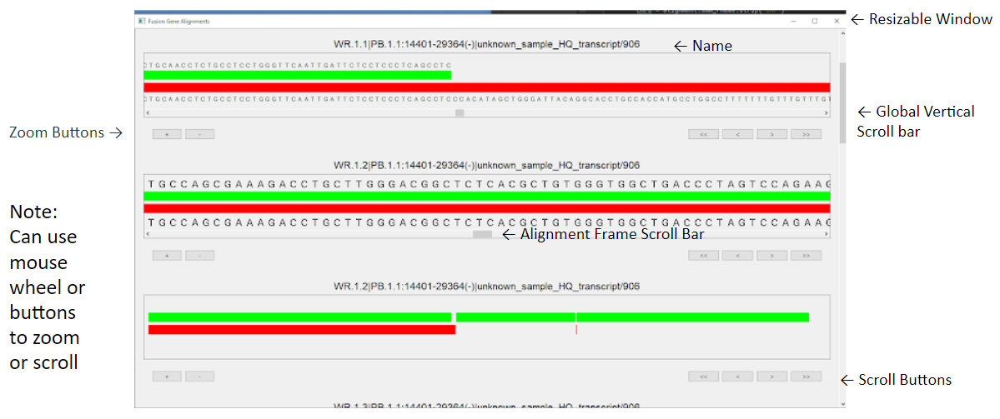 Fusion Gene Alignments
← Resizable Window
WR.1.1|PB.1.1:14401-29364(-)|unknown_sample_HQ_transcript/906
← Name
CTGCAACCTCTGCCTCCTGGGTTCAATTGATTCTCCTCCCTCAGCCTC
CTGCAACCTCTGCCTCCTGGGTTCAATTGATTCTCCTCCCTCAGCCTCCCACATAGCTGGGATTACAGGCACCTGCCACCATGCCTGGCCTTTTTTTGTTTGTTTGT
← Global Vertical
Scroll bar
Zoom Buttons →
+ - << < > >>
WR.1.2|PB.1.1:14401-29364(-)|unknown_sample_HQ_transcript/906
TGCCAGCGAAAGACCTGCTTGGGACGGCTCTCACGCTGTGGGTGGCTGACCCTAGTCCAGAAG
TGCCAGCGAAAGACCTGCTTGGGACGGCTCTCACGCTGTGGGTGGCTGACCCTAGTCCAGAAG
← Alignment Frame Scroll Bar
+ - << < > >>
Note:
Can use
mouse
wheel or
buttons
to zoom
or scroll
WR.1.2|PB.1.1:14401-29364(-)|unknown_sample_HQ_transcript/906
+ - << < > >>
← Scroll Buttons
WR.1.3|PB.1.1:14401-29364(-)|unknown_sample_HQ_transcript/906